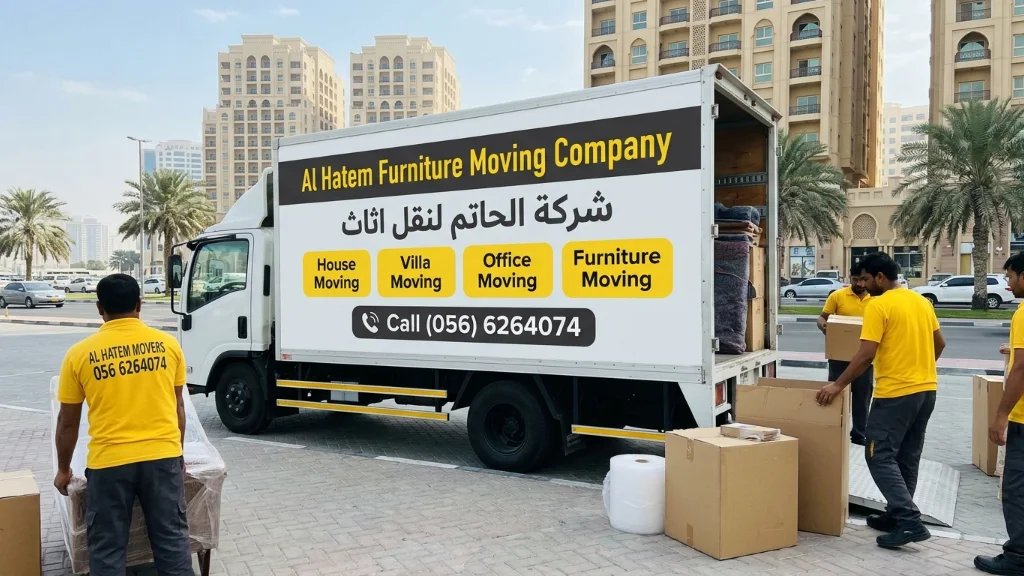 Al Hatem Furniture Moving Company
شركة الحاتم لنقل اثاث
House
Moving
Villa
Moving
Office
Moving
Furniture
Moving
Call (056) 6264074
AL HATEM MOVERS
056 6264074